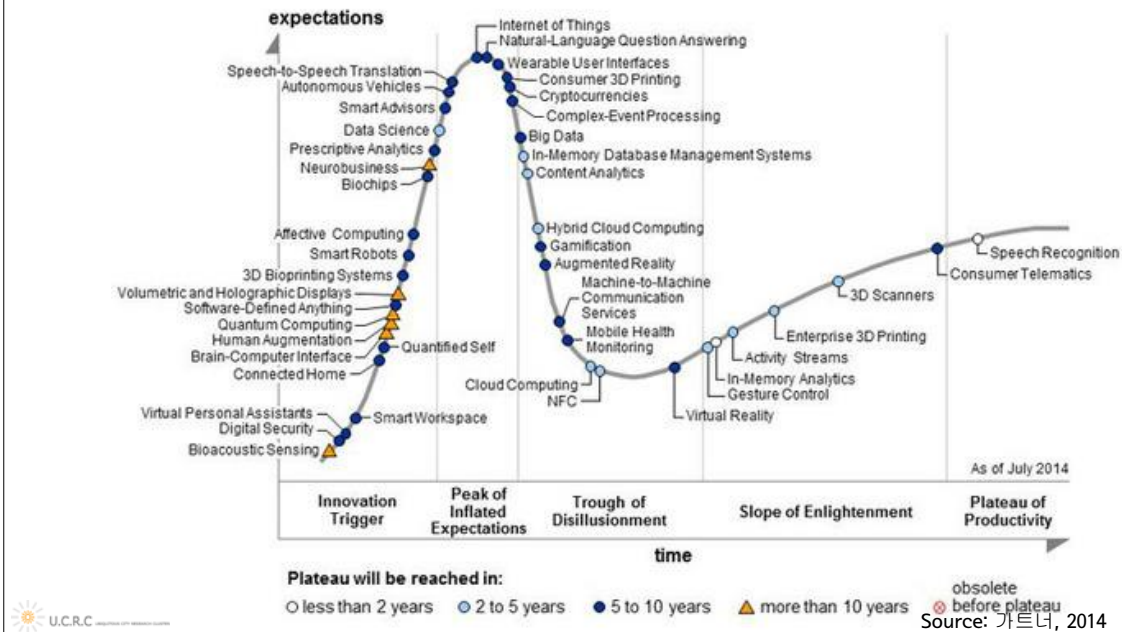 expectations
Internet of Things
Natural-Language Question Answering
Wearable User Interfaces
Consumer 3D Printing
Cryptocurrencies
Complex-Event Processing
Speech-to-Speech Translation
Autonomous Vehicles
Smart Advisors
Data Science
Prescriptive Analytics
Neurobusiness
Biochips
Big Data
In-Memory Database Management Systems
Content Analytics
Affective Computing
Smart Robots
3D Bioprinting Systems
Volumetric and Holographic Displays
Software-Defined Anything
Quantum Computing
Human Augmentation
Brain-Computer Interface
Connected Home
Quantified Self
Virtual Personal Assistants
Digital Security
Bioacoustic Sensing
Smart Workspace
Hybrid Cloud Computing
Gamification
Augmented Reality
Machine-to-Machine
Communication
Services
Mobile Health
Monitoring
Cloud Computing
NFC
Virtual Reality
Gesture Control
In-Memory Analytics
Activity Streams
Enterprise 3D Printing
3D Scanners
Consumer Telematics
Speech Recognition
As of July 2014
Innovation
Trigger
Peak of
Inflated
Expectations
Trough of
Disillusionment
Slope of Enlightenment
Plateau of
Productivity
time
Plateau will be reached in:
less than 2 years
2 to 5 years
5 to 10 years
more than 10 years
obsolete
before plateau
U.C.R.C
Source: 가트너, 2014